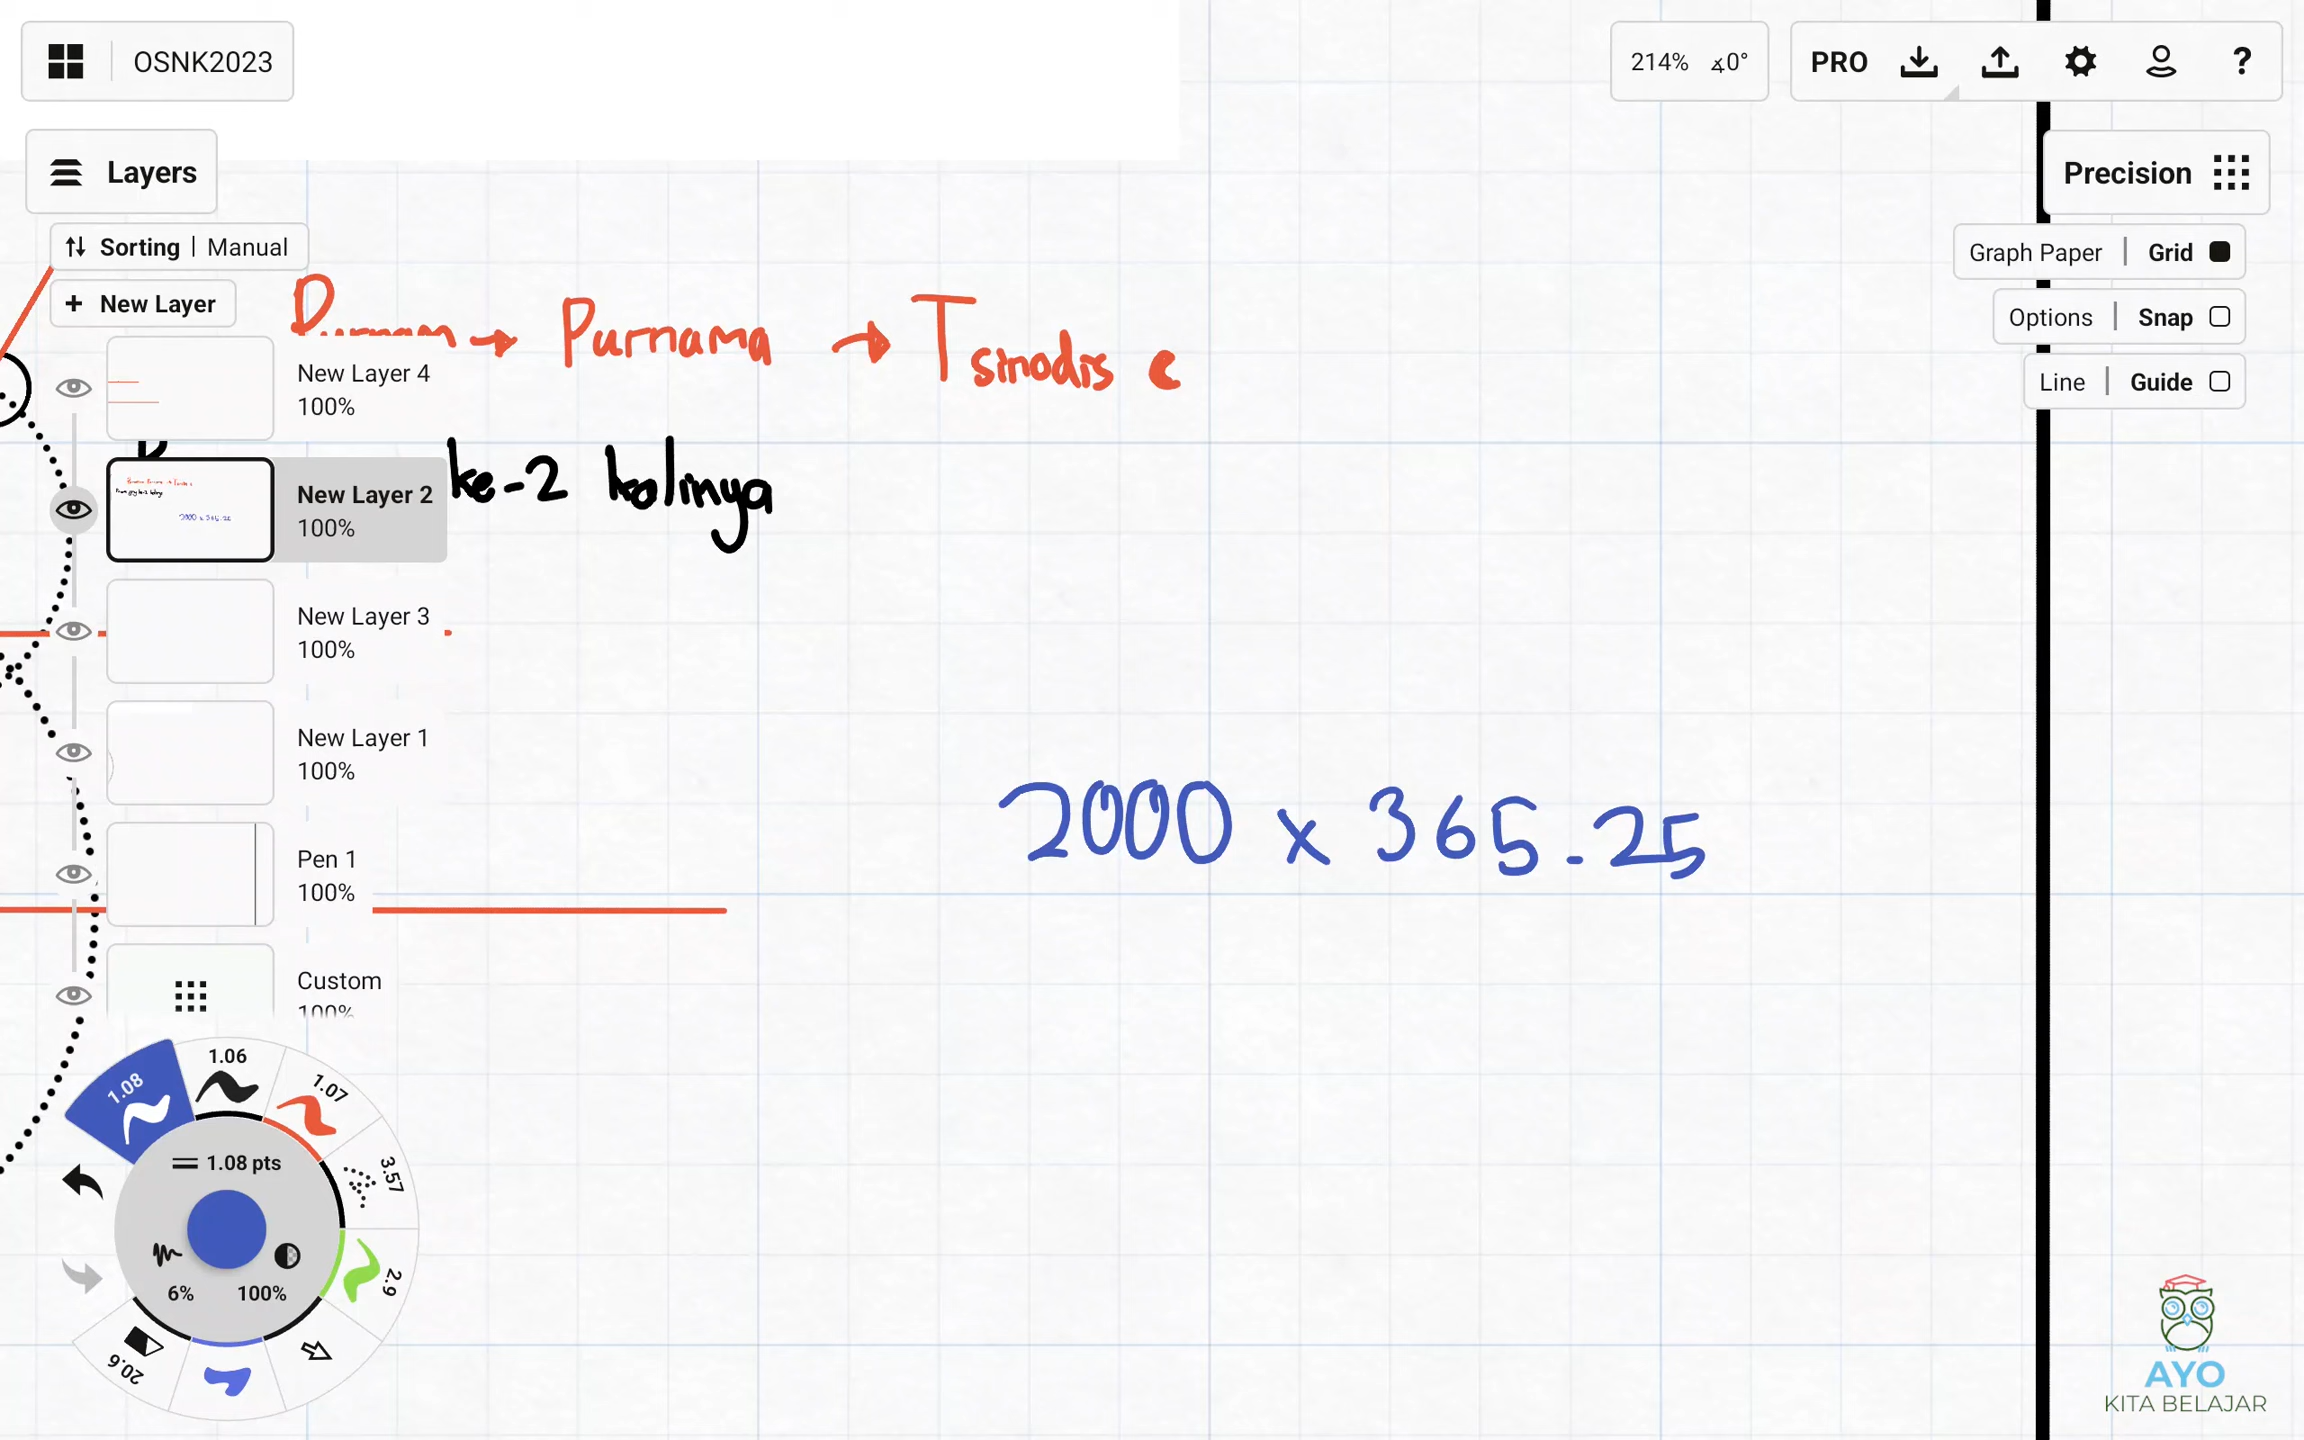 OSNK2023
214% ∡0°
PRO
?
Layers
Precision
Sorting | Manual
Graph Paper | Grid
+ New Layer
Options | Snap
Line | Guide
→ Purnama → T sinodis
New Layer 4
100%
ke-2 kalinya
New Layer 2
100%
New Layer 3
100%
New Layer 1
100%
2000 x 365.25
Pen 1
100%
Custom
100%
1.08
1.06
1.07
3.57
2.9
20.6
1.08 pts
6%
100%
AYO
KITA BELAJAR